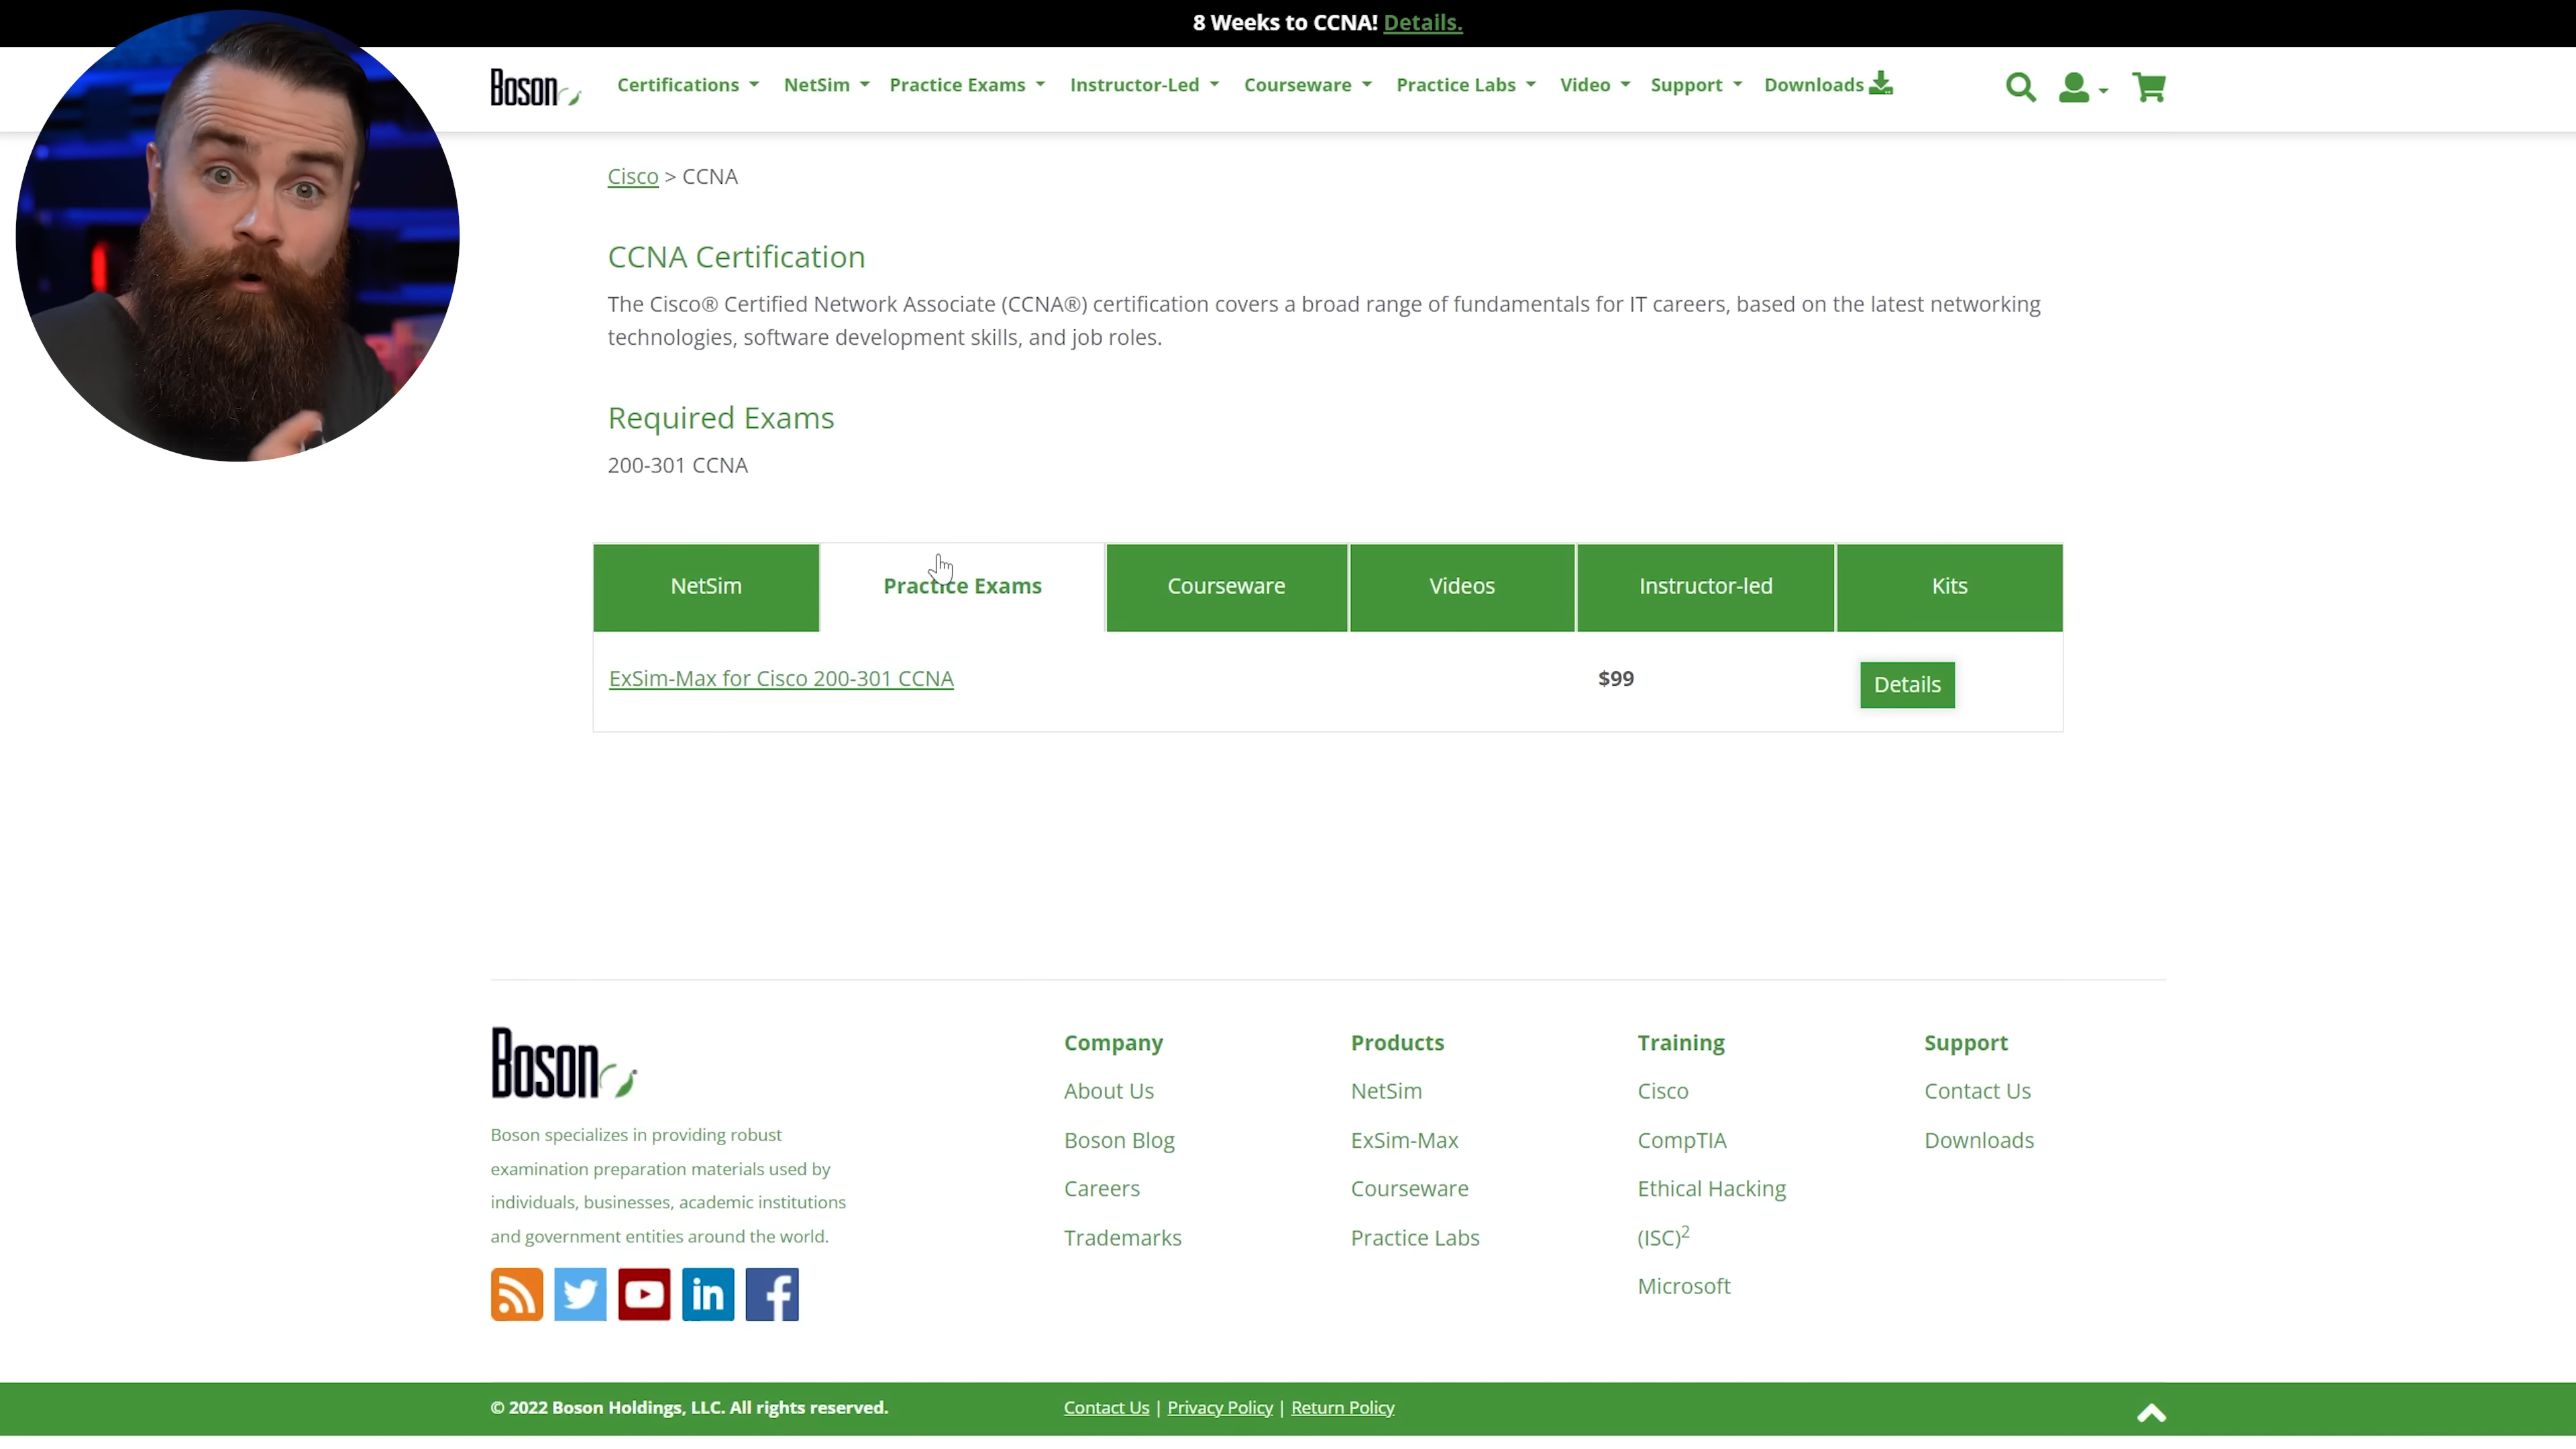 8 Weeks to CCNA! Details.
Boson Certifications NetSim Practice Exams Instructor-Led Courseware Practice Labs Video Support Downloads
Cisco > CCNA
CCNA Certification
The Cisco® Certified Network Associate (CCNA®) certification covers a broad range of fundamentals for IT careers, based on the latest networking
technologies, software development skills, and job roles.
Required Exams
200-301 CCNA
NetSim Practice Exams Courseware Videos Instructor-led Kits
ExSim-Max for Cisco 200-301 CCNA $99 Details
Boson
Boson specializes in providing robust
examination preparation materials used by
individuals, businesses, academic institutions
and government entities around the world.
in f
Company
About Us
Boson Blog
Careers
Trademarks
Products
NetSim
ExSim-Max
Courseware
Practice Labs
Training
Cisco
CompTIA
Ethical Hacking
(ISC)²
Microsoft
Support
Contact Us
Downloads
© 2022 Boson Holdings, LLC. All rights reserved. Contact Us | Privacy Policy | Return Policy